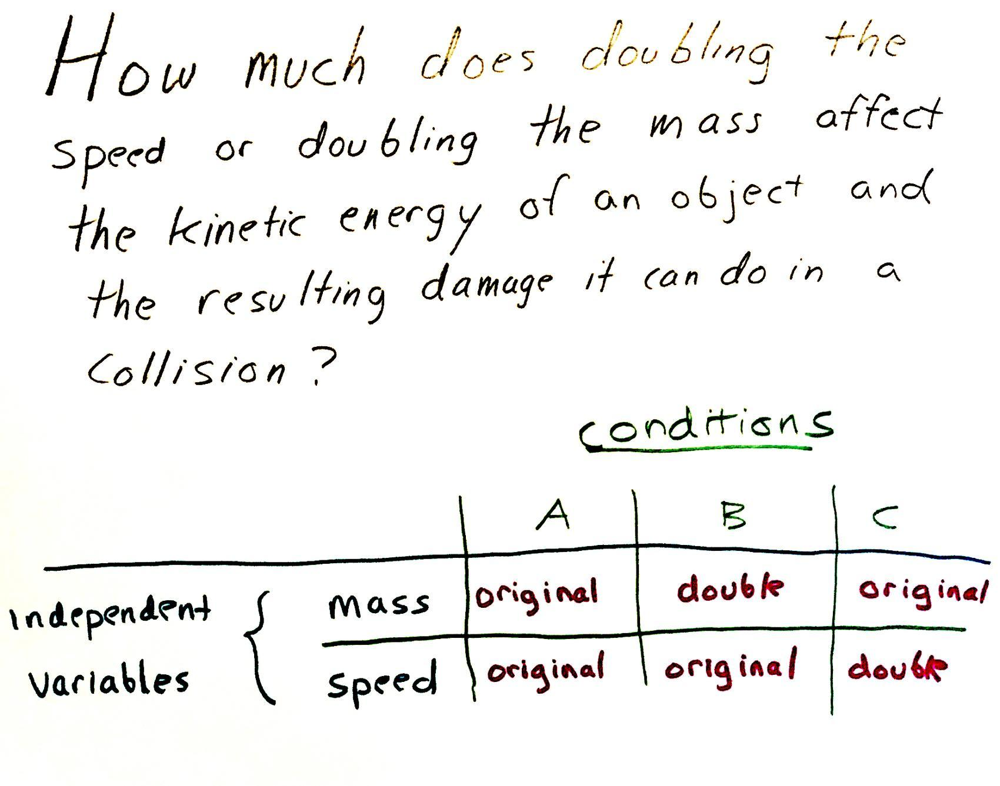 How much does doubling the
speed or doubling the mass affect
the kinetic energy of an object and
the resulting damage it can do in a
collision?
conditions
A B C
Independent
variables
mass original double original
speed original original double